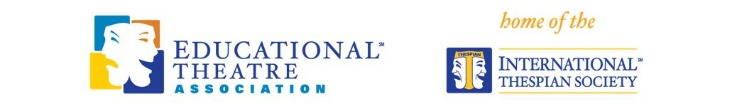 EDUCATIONAL℠
THEATRE
ASSOCIATION
home of the
THESPIAN
T
INTERNATIONAL℠
THESPIAN SOCIETY